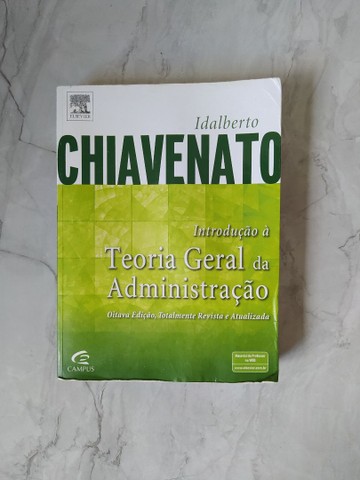 ELSEVIER
Idalberto
CHIAVENATO
Introdução à
Teoria Geral da
Administração
Oitava Edição, Totalmente Revista e Atualizada
CAMPUS